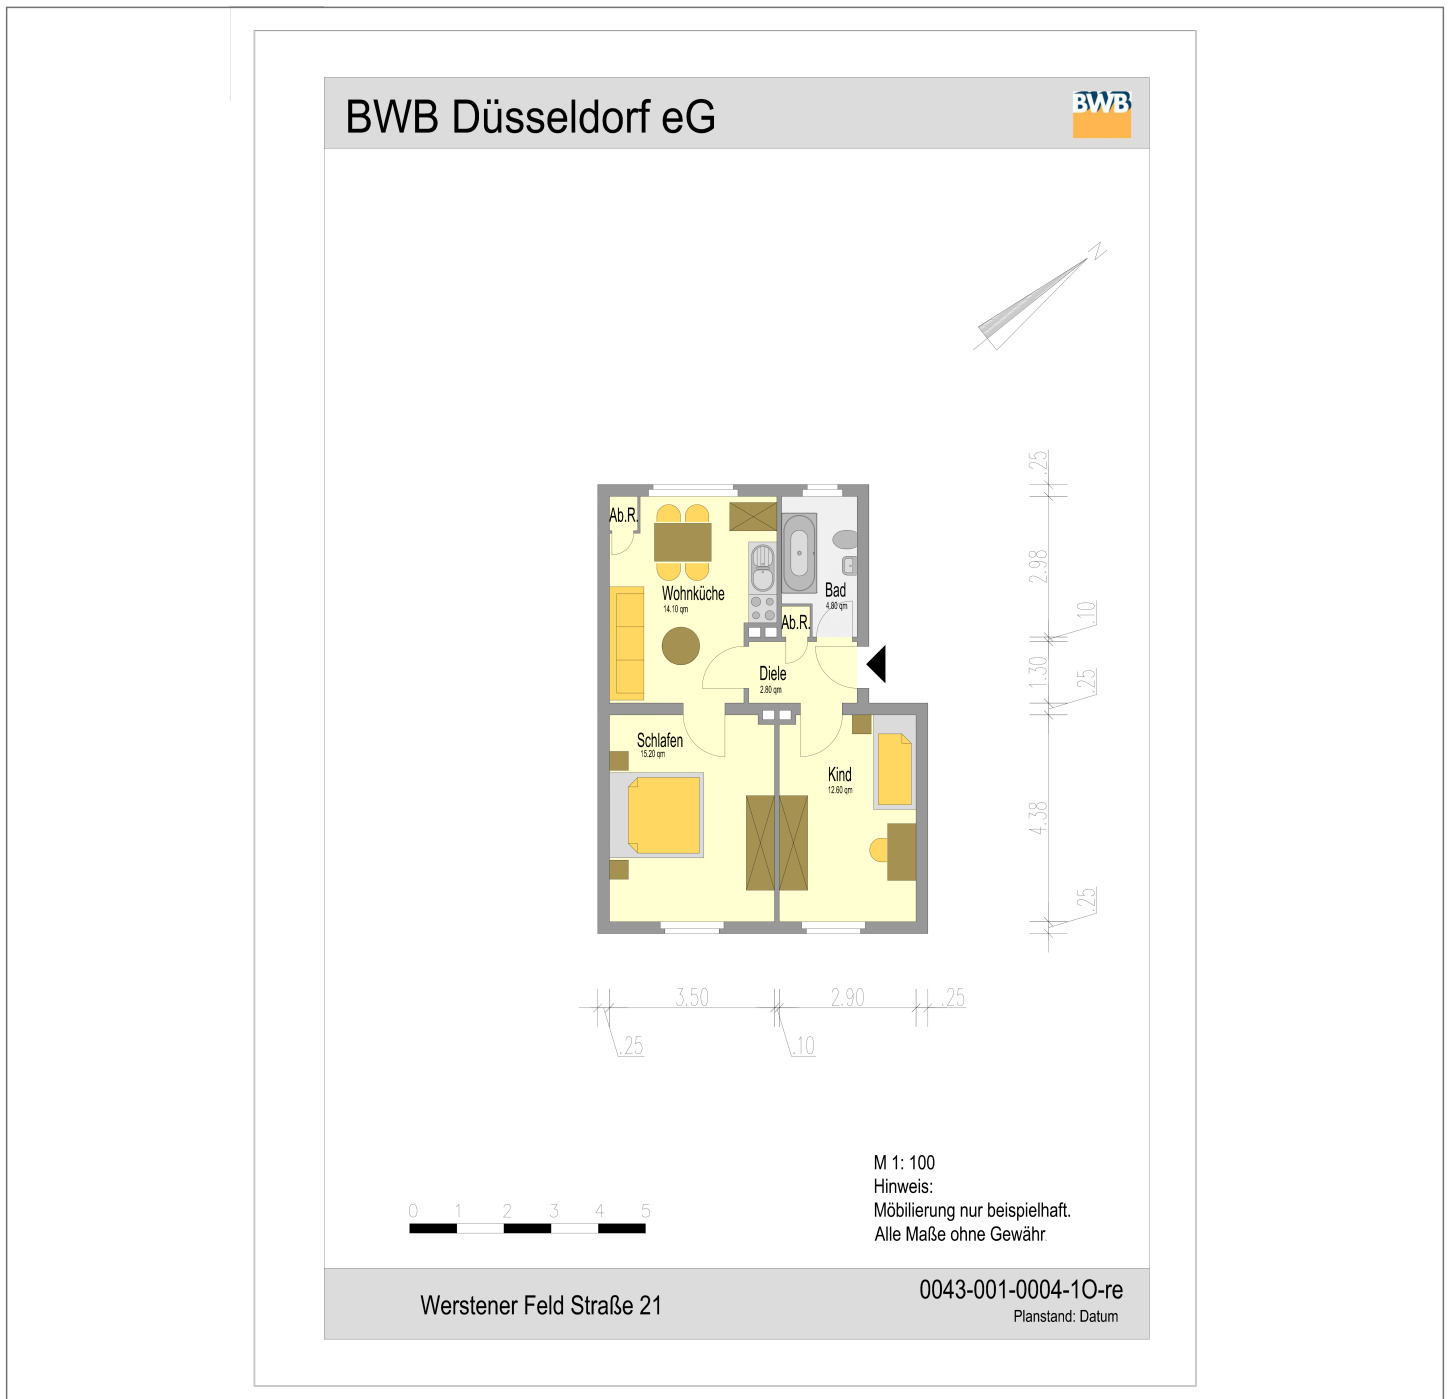 BWB Düsseldorf eG
BWB
N
Ab.R.
Wohnküche
14.10 qm
Bad
4.80 qm
Ab.R.
Diele
2.80 qm
Schlafen
15.20 qm
Kind
12.60 qm
.25
2.98
.10
1.30
.25
4.38
.25
3.50
2.90
.25
.25
.10
M 1: 100
Hinweis:
Möbilierung nur beispielhaft.
Alle Maße ohne Gewähr
0 1 2 3 4 5
Werstener Feld Straße 21
0043-001-0004-1O-re
Planstand: Datum